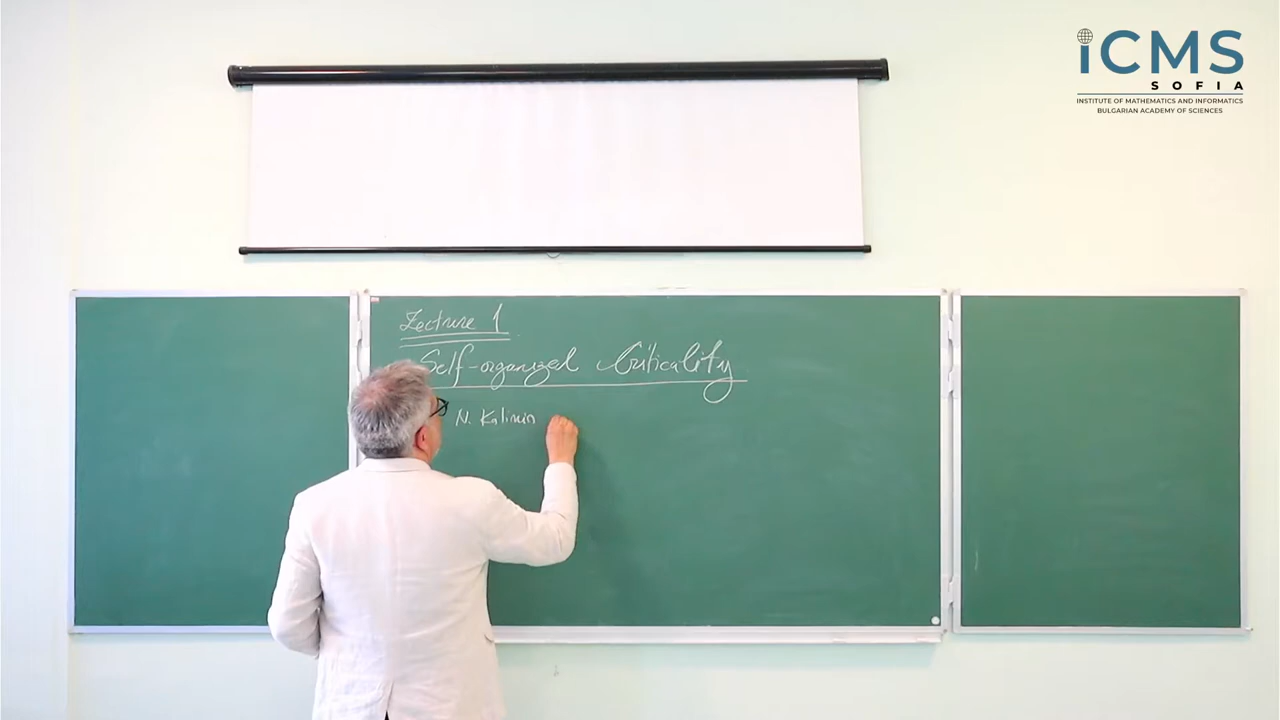 iCMS
SOFIA
INSTITUTE OF MATHEMATICS AND INFORMATICS
BULGARIAN ACADEMY OF SCIENCES
Lecture 1
Self-organized Criticality
N. Kalinin